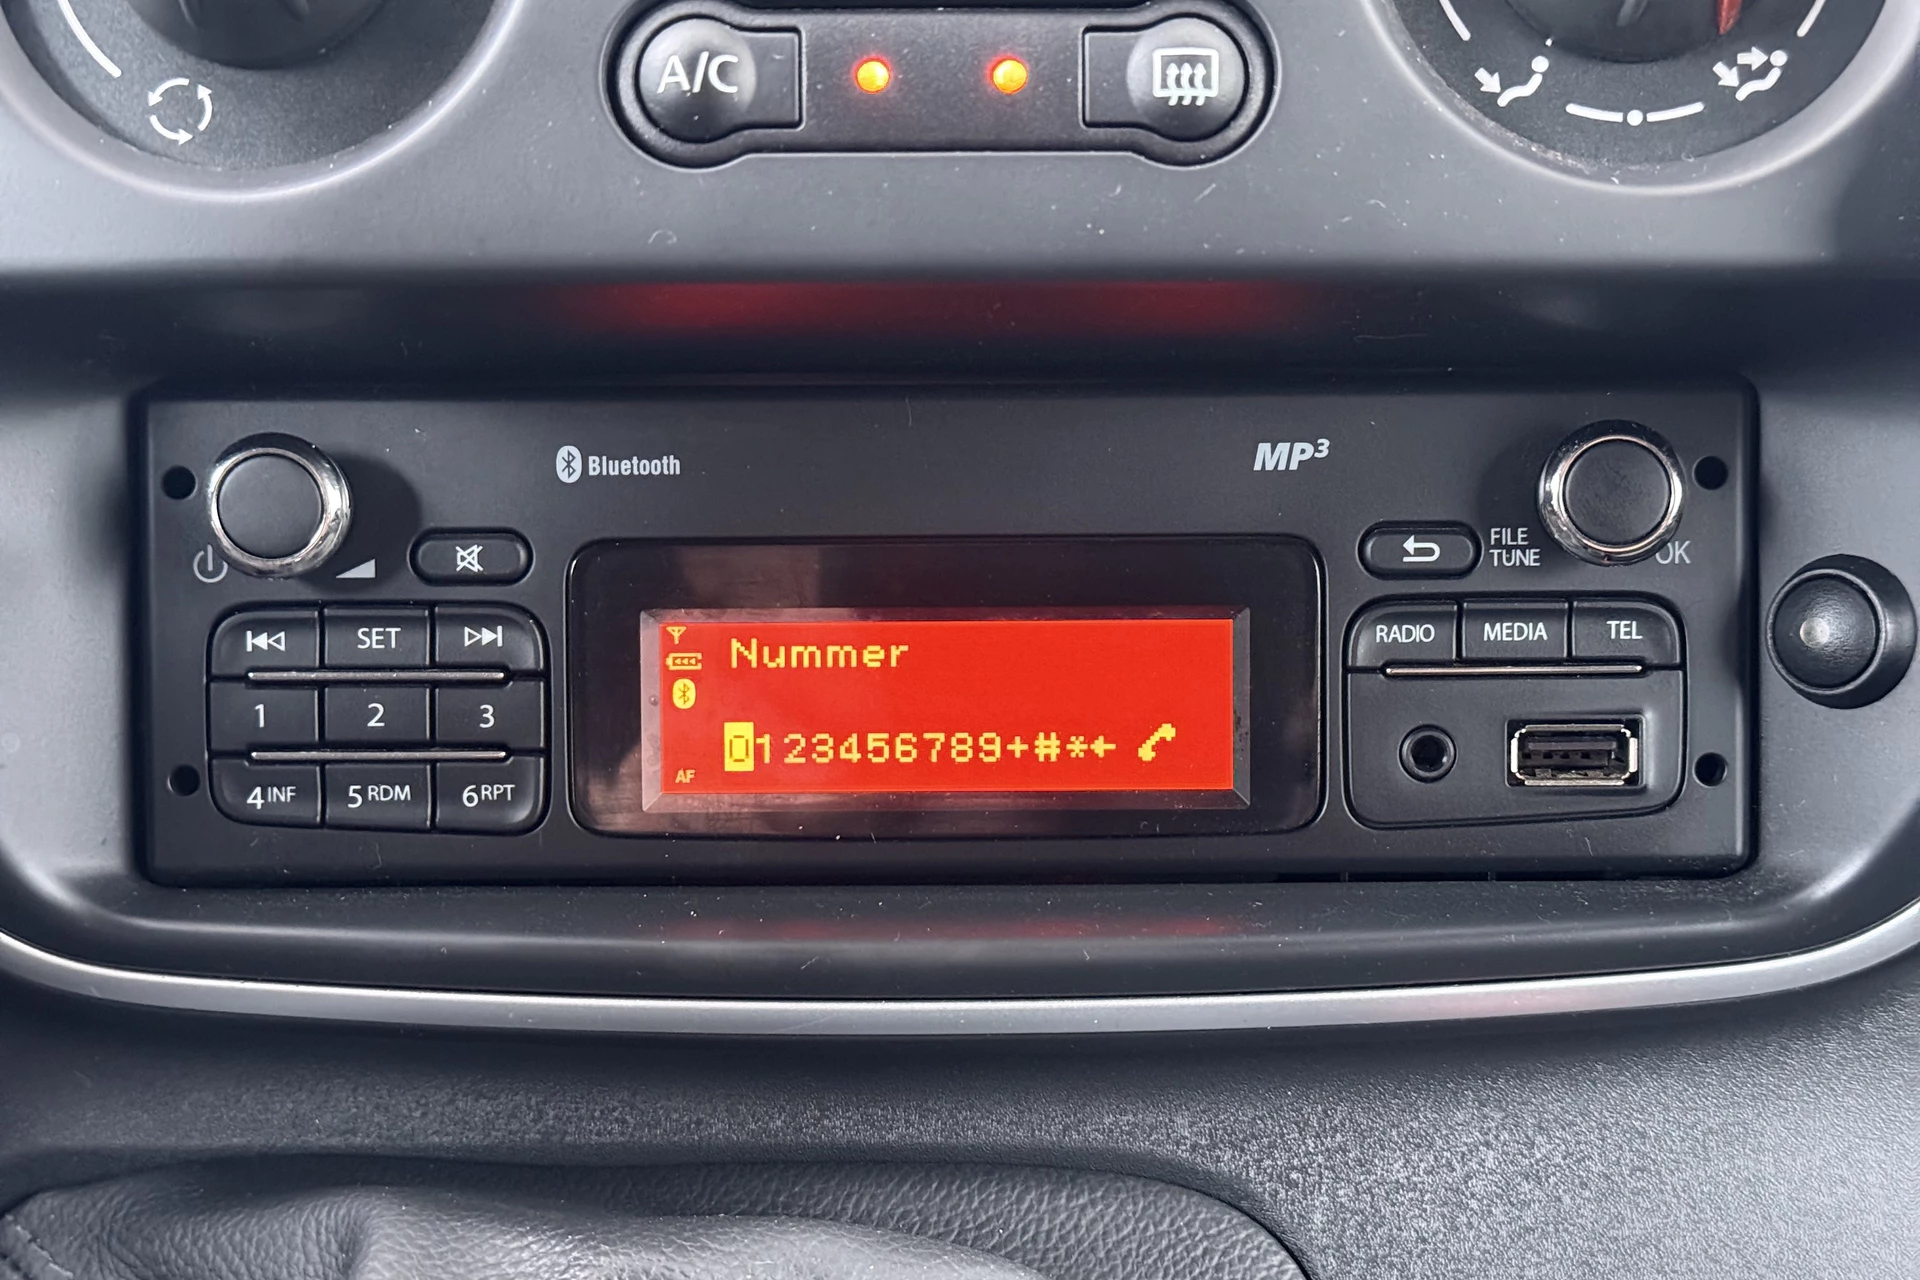 A/C
Bluetooth
MP3
FILE
TUNE
OK
SET
RADIO
MEDIA
TEL
Nummer
0123456789+#*←
AF
1
2
3
4 INF
5 RDM
6 RPT